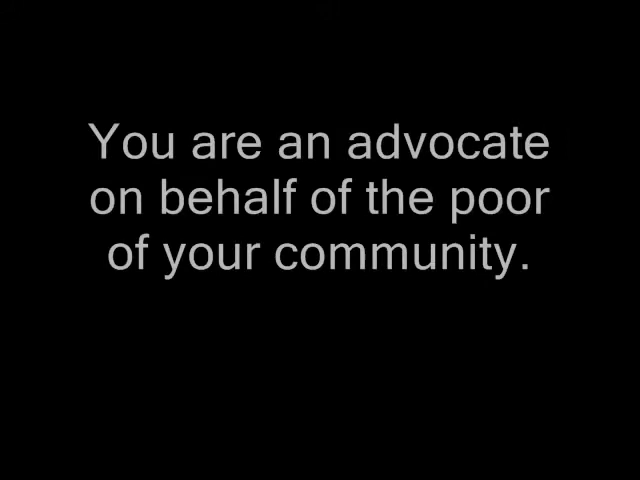 You are an advocate
on behalf of the poor
of your community.